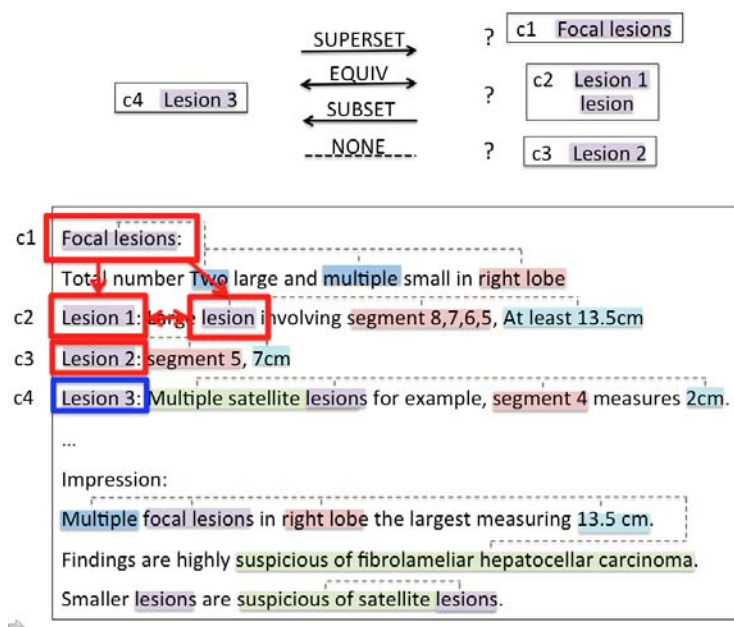 SUPERSET ? c1 Focal lesions
EQUIV
c4 Lesion 3 ? c2 Lesion 1
lesion
SUBSET
NONE ? c3 Lesion 2
c1 Focal lesions:
Total number Two large and multiple small in right lobe
c2 Lesion 1: Large lesion involving segment 8,7,6,5, At least 13.5cm
c3 Lesion 2: segment 5, 7cm
c4 Lesion 3: Multiple satellite lesions for example, segment 4 measures 2cm.
...
Impression:
Multiple focal lesions in right lobe the largest measuring 13.5 cm.
Findings are highly suspicious of fibrolameliar hepatocellar carcinoma.
Smaller lesions are suspicious of satellite lesions.